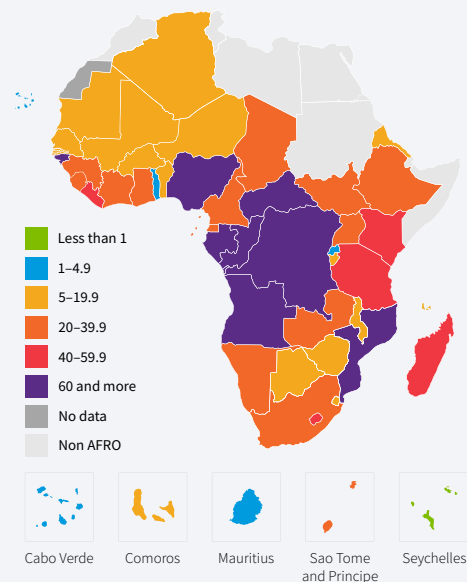 Less than 1
1–4.9
5–19.9
20–39.9
40–59.9
60 and more
No data
Non AFRO
Cabo Verde
Comoros
Mauritius
Sao Tome
and Principe
Seychelles